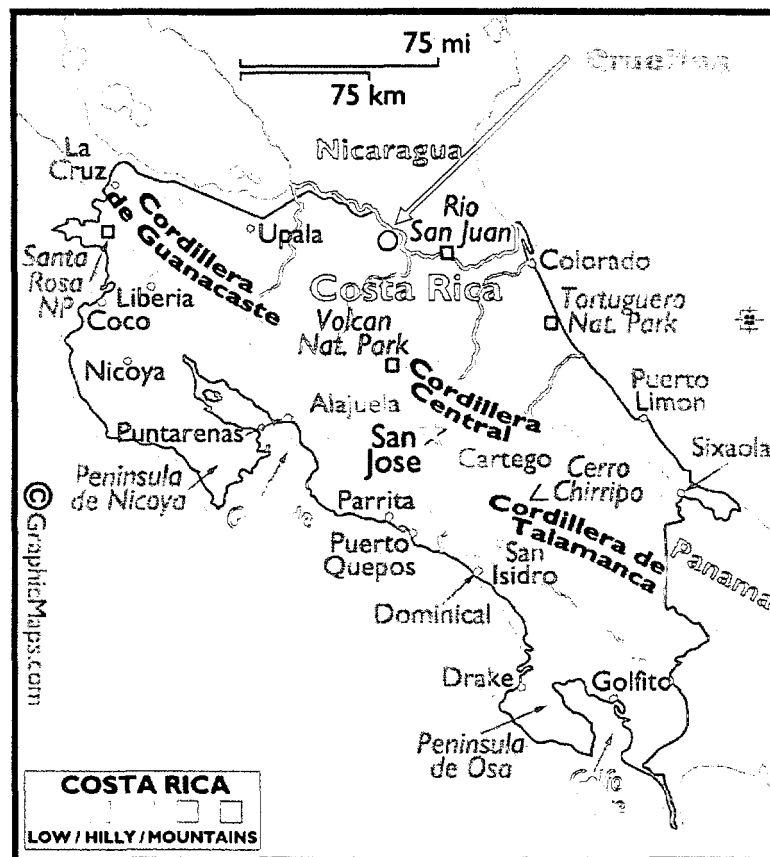 75 mi
75 km
Crucitas
Nicaragua
La
Cruz
Cordillera
de Guanacaste
Upala
Rio
San Juan
Santa
Rosa
NP
Liberia
Coco
Costa Rica
Colorado
Volcan
Nat. Park
Tortuguero
Nat. Park
Nicoya
Cordillera
Central
Alajuela
Puerto
Limon
Puntarenas
San
Jose
Cartego
Sixaola
Peninsula
de Nicoya
Cerro
Chirripo
Parrita
Cordillera de
Talamanca
Puerto
Quepos
San
Isidro
Panama
Dominical
Drake
Golfito
Peninsula
de Osa
© GraphicMaps.com
COSTA RICA
LOW / HILLY / MOUNTAINS